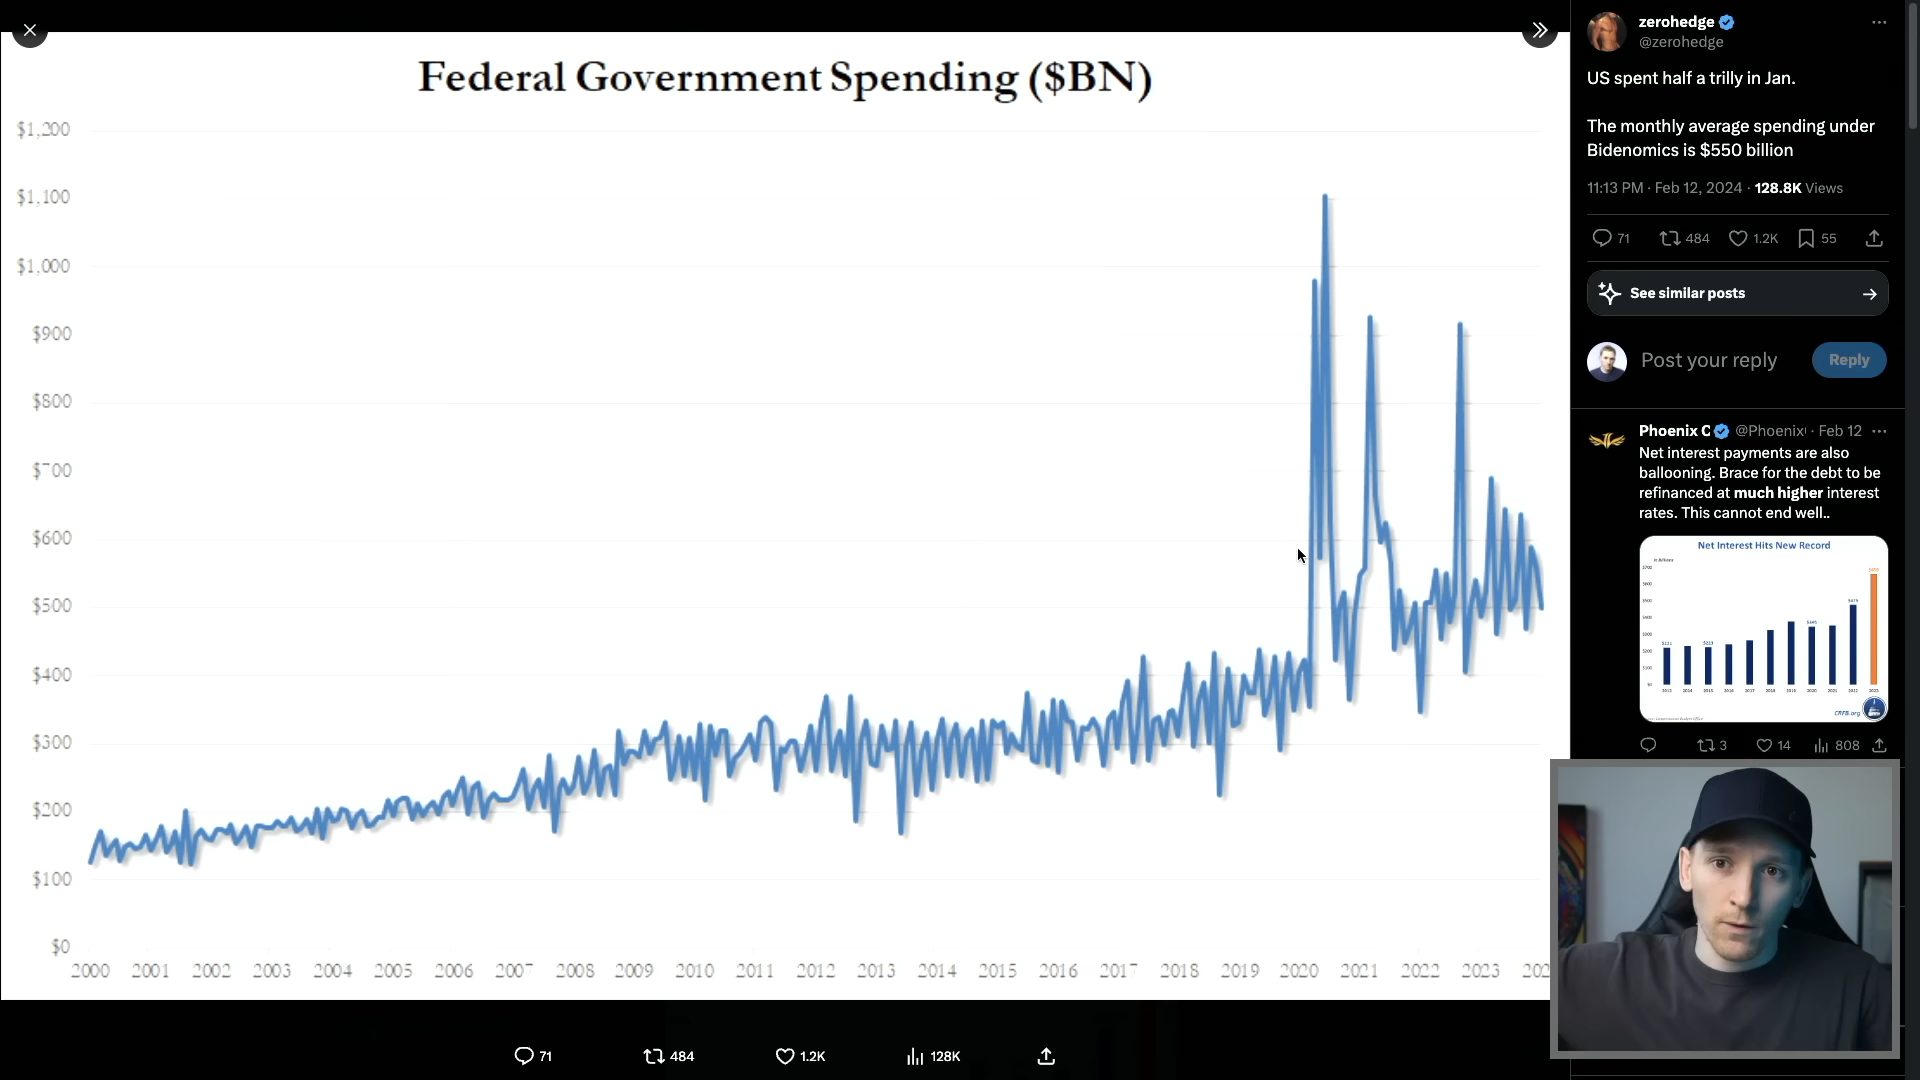 Federal Government Spending ($BN)
$1,200
$1,100
$1,000
$900
$800
$700
$600
$500
$400
$300
$200
$100
$0
2000 2001 2002 2003 2004 2005 2006 2007 2008 2009 2010 2011 2012 2013 2014 2015 2016 2017 2018 2019 2020 2021 2022 2023 202
71 484 1.2K 128K
zerohedge
@zerohedge
US spent half a trilly in Jan.
The monthly average spending under
Bidenomics is $550 billion
11:13 PM · Feb 12, 2024 · 128.8K Views
71 484 1.2K 55
See similar posts
Post your reply Reply
Phoenix C @Phoenix · Feb 12
Net interest payments are also
ballooning. Brace for the debt to be
refinanced at much higher interest
rates. This cannot end well..
Net Interest Hits New Record
CRFB.org
3 14 808